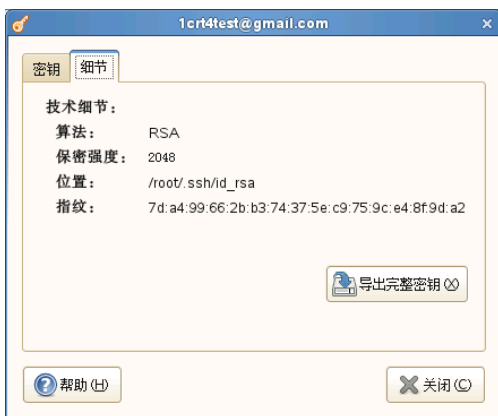 1crt4test@gmail.com
密钥 细节
技术细节：
算法： RSA
保密强度： 2048
位置： /root/.ssh/id_rsa
指纹： 7d:a4:99:66:2b:b3:74:37:5e:c9:75:9c:e4:8f:9d:a2
导出完整密钥(X)
帮助(H) 关闭(C)